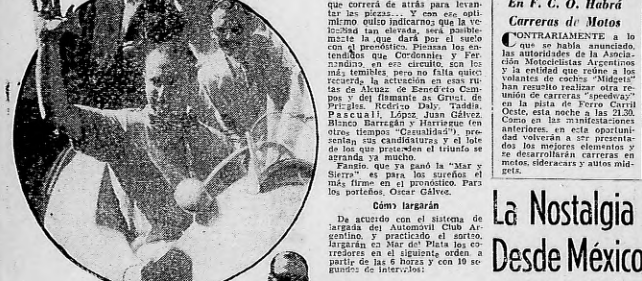 que correrá de atrás para levan-
tar las piezas... Y con ese opti-
mismo quiso indicarnos que la ve-
locidad tan elevada, será posible-
mente la que dará por el suelo
con el pronóstico. Piensan los en-
tendidos que Cordonnier y Fer-
nandino, en ese circuito, son los
más temibles, pero no falta quien
recuerde la actuación en esas ru-
tas de Alcuaz de Benedicto Cam-
pos y del flamante as Gruet, de
Pringles. Rodrigo Daly, Taddia,
Pascuali, López, Juan Gálvez,
Blanco Barragán y Harriegue (en
otros tiempos "Casualidad"), pre-
sentan sus candidaturas y el lote
de los que pretenden el triunfo se
agranda ya mucho.
Fangio, que ya ganó la "Mar y
Sierra" es para los sureños el
más firme en el pronóstico. Para
los porteños, Oscar Gálvez.
Cómo largarán
De acuerdo con el sistema de
largada del Automóvil Club Ar-
gentino, y practicado el sorteo,
largarán en Mar del Plata los co-
rredores en el siguiente orden a
partir de las 6 horas y con 10 se-
gundos de intervalos:
En F. C. O. Habrá
Carreras de Motos
CONTRARIAMENTE a lo
que se había anunciado
las autoridades de la Asocia-
ción Motociclistas Argentinos
y la entidad que reúne a los
volantes de coches "Midgets"
han resuelto realizar otra re-
unión de carreras "speedway"
en la pista de Ferro Carril
Oeste, esta noche a las 21.30.
Como en las manifestaciones
anteriores, en esta oportuni-
dad volverán a ser presenta-
dos los mejores elementos y
se desarrollarán carreras en
motos, sidecars y autos mid-
gets.
La Nostalgia
Desde México